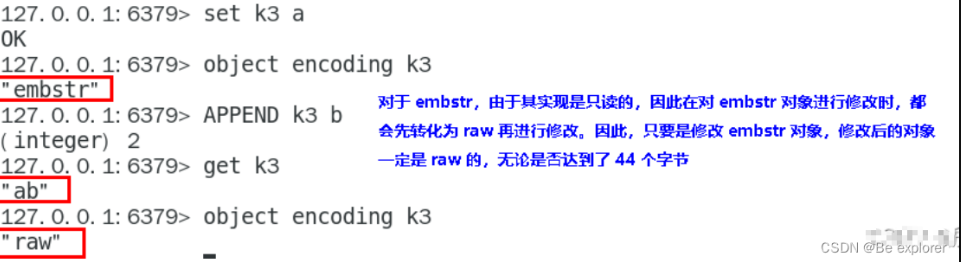 127.0.0.1:6379> set k3 a
OK
127.0.0.1:6379> object encoding k3
"embstr"
127.0.0.1:6379> APPEND k3 b
(integer) 2
127.0.0.1:6379> get k3
"ab"
127.0.0.1:6379> object encoding k3
"raw"
对于 embstr，由于其实现是只读的，因此在对 embstr 对象进行修改时，都
会先转化为 raw 再进行修改。因此，只要是修改 embstr 对象，修改后的对象
一定是 raw 的，无论是否达到了 44 个字节
CSDN @Be explorer